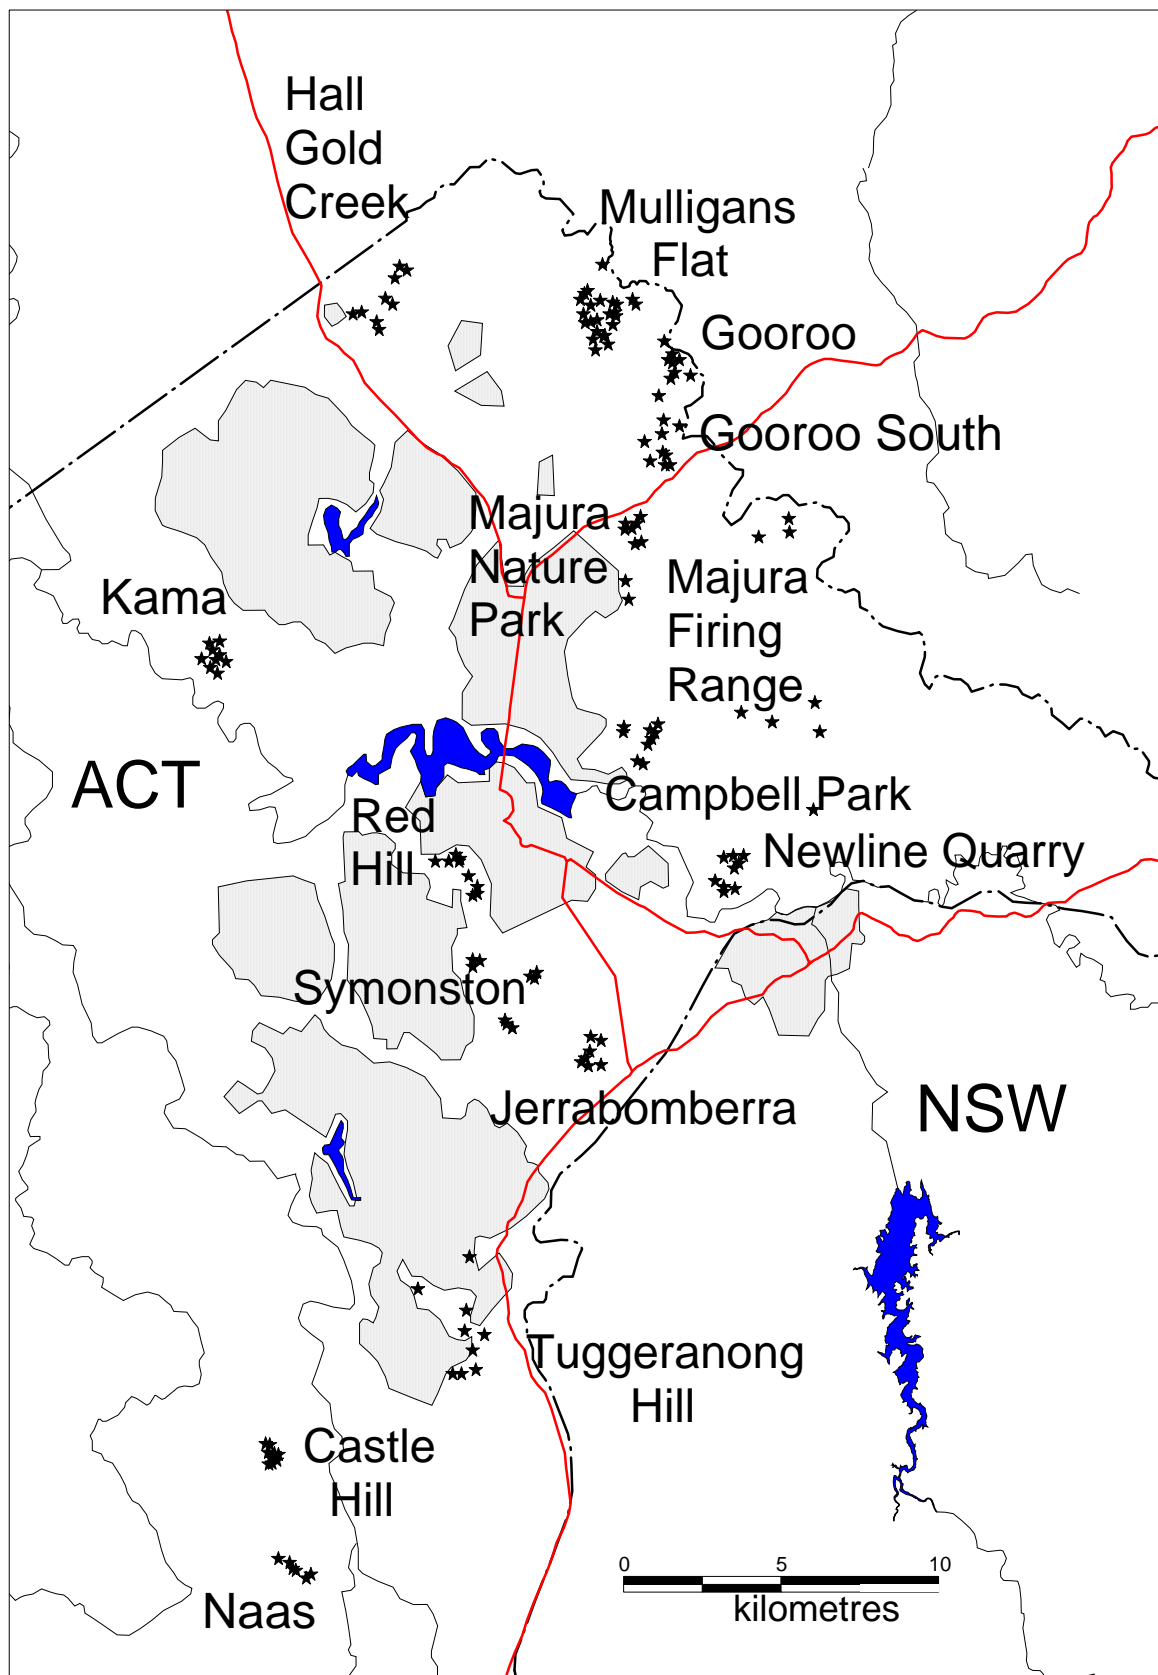 Hall
Gold
Creek
Mulligans
Flat
Gooroo
Gooroo South
Majura
Nature
Park
Majura
Firing
Range
Kama
ACT
Red
Hill
Campbell Park
Newline Quarry
Symonston
Jerrabomberra
NSW
Tuggeranong
Hill
Castle
Hill
Naas
0 5 10
kilometres